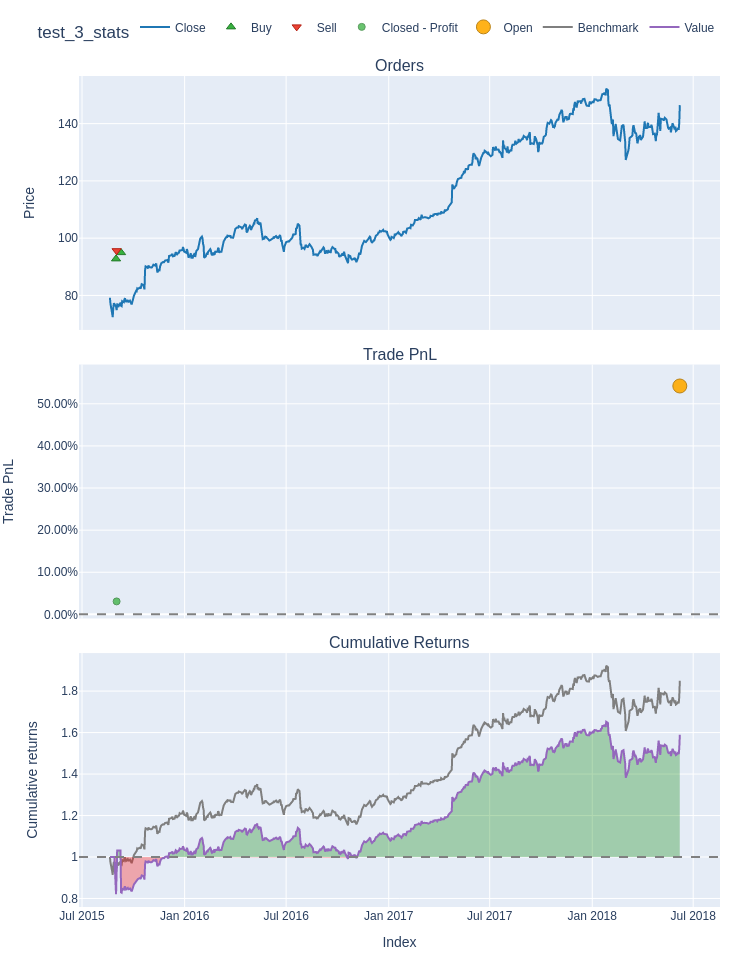 test_3_stats
Close Buy Sell Closed - Profit Open Benchmark Value
Orders
140
120
100
80
Price
Trade PnL
50.00%
40.00%
30.00%
20.00%
10.00%
0.00%
Trade PnL
Cumulative Returns
1.8
1.6
1.4
1.2
1
0.8
Cumulative returns
Jul 2015 Jan 2016 Jul 2016 Jan 2017 Jul 2017 Jan 2018 Jul 2018
Index